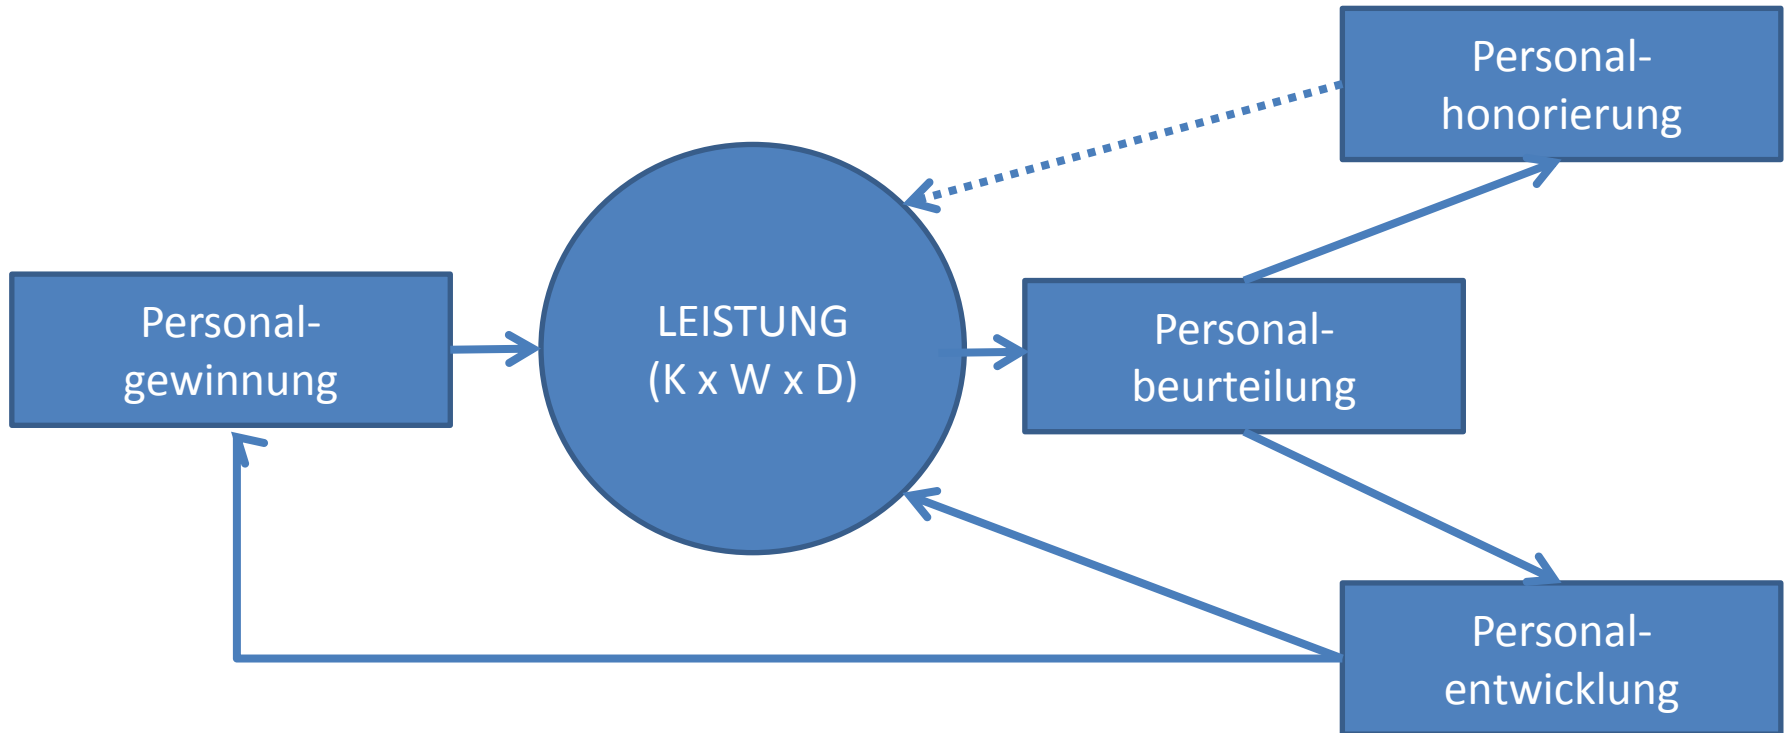 Personal-
honorierung
Personal-
gewinnung
LEISTUNG
(K x W x D)
Personal-
beurteilung
Personal-
entwicklung